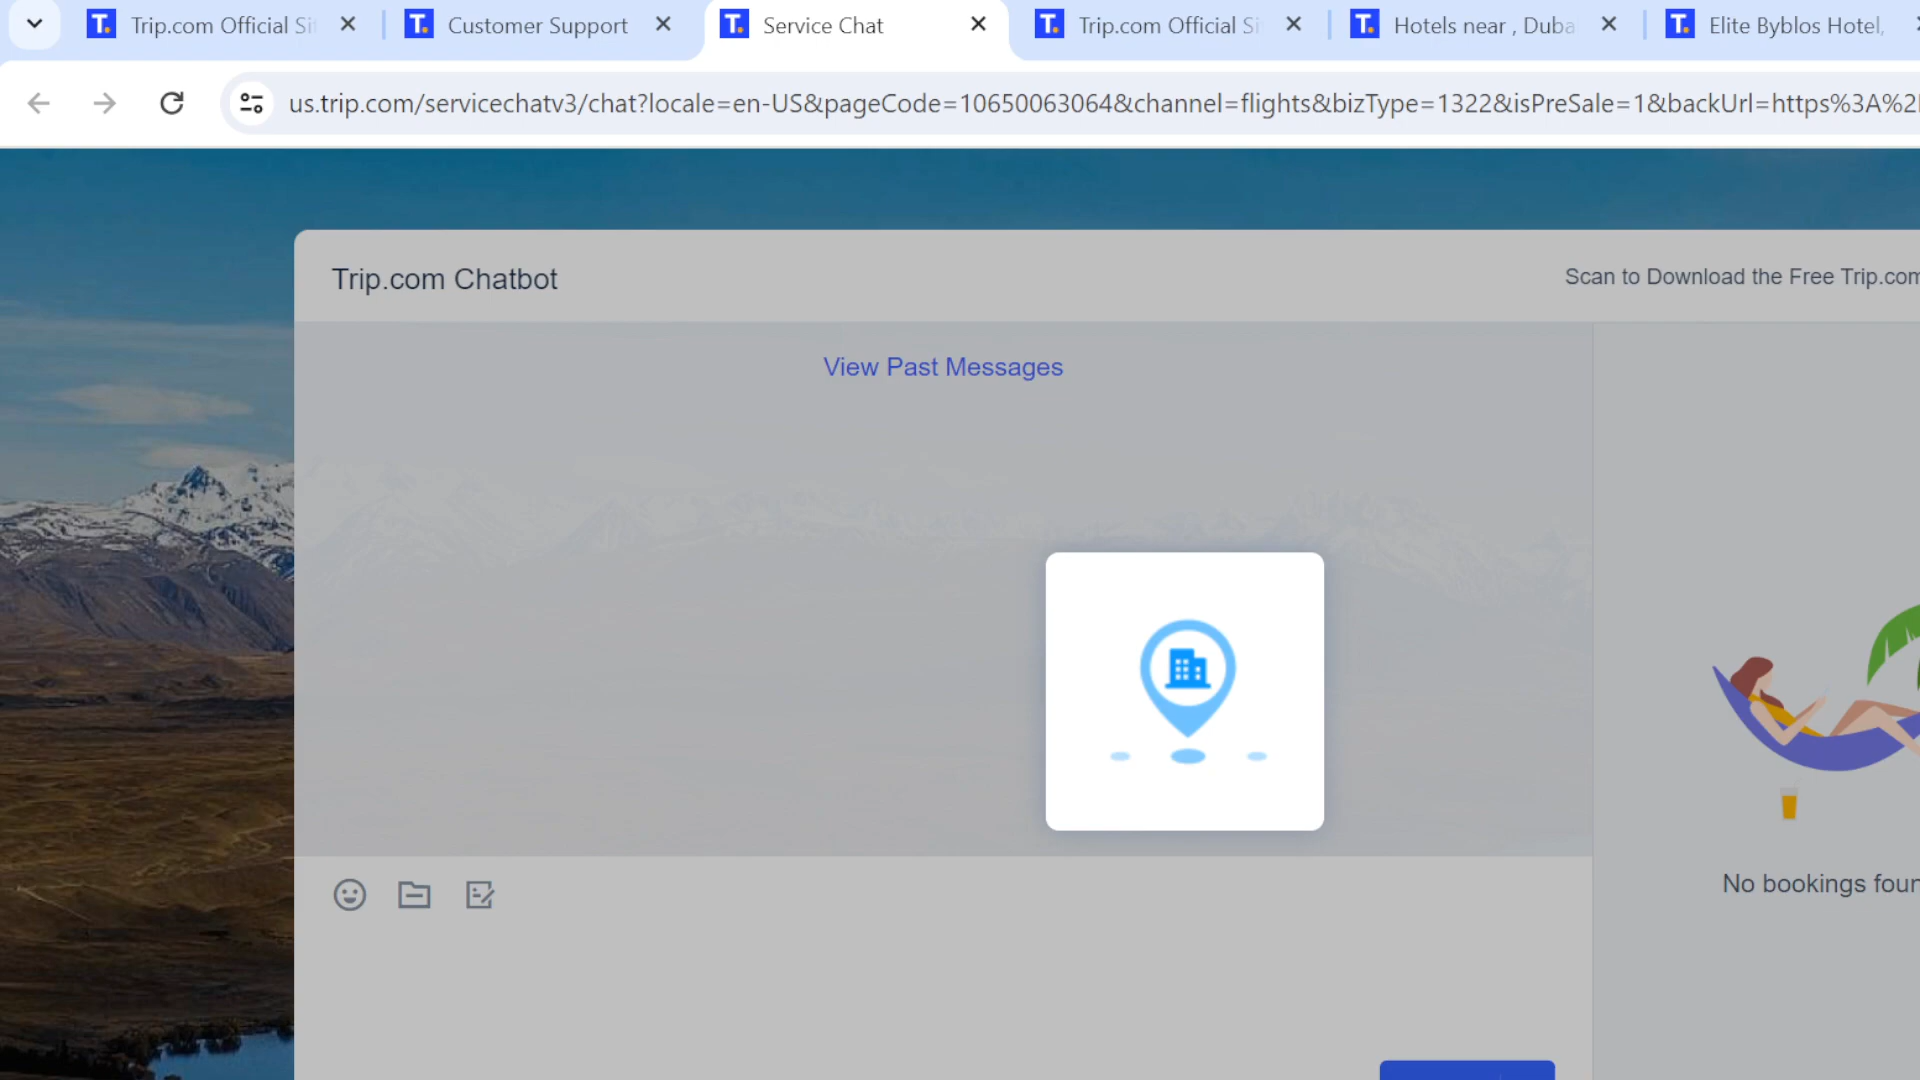 Trip.com Official Si
Customer Support
Service Chat
Trip.com Official Si
Hotels near , Duba
Elite Byblos Hotel,
us.trip.com/servicechatv3/chat?locale=en-US&pageCode=10650063064&channel=flights&bizType=1322&isPreSale=1&backUrl=https%3A%2
Trip.com Chatbot
Scan to Download the Free Trip.com
View Past Messages
No bookings foun